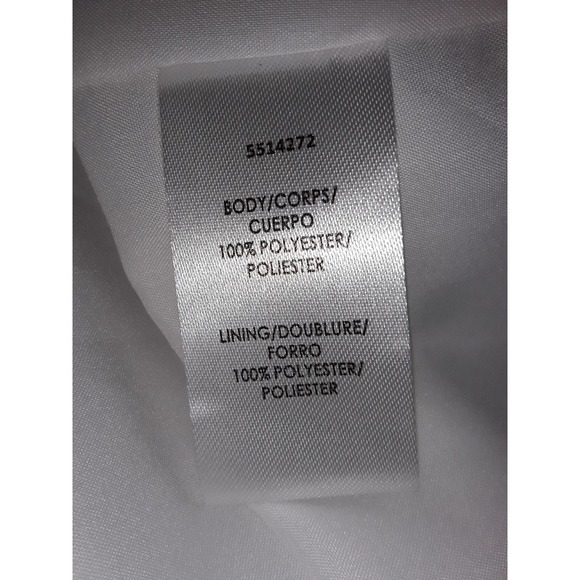 5514272
BODY/CORPS/
CUERPO
100% POLYESTER/
POLIESTER
LINING/DOUBLURE/
FORRO
100% POLYESTER/
POLIESTER